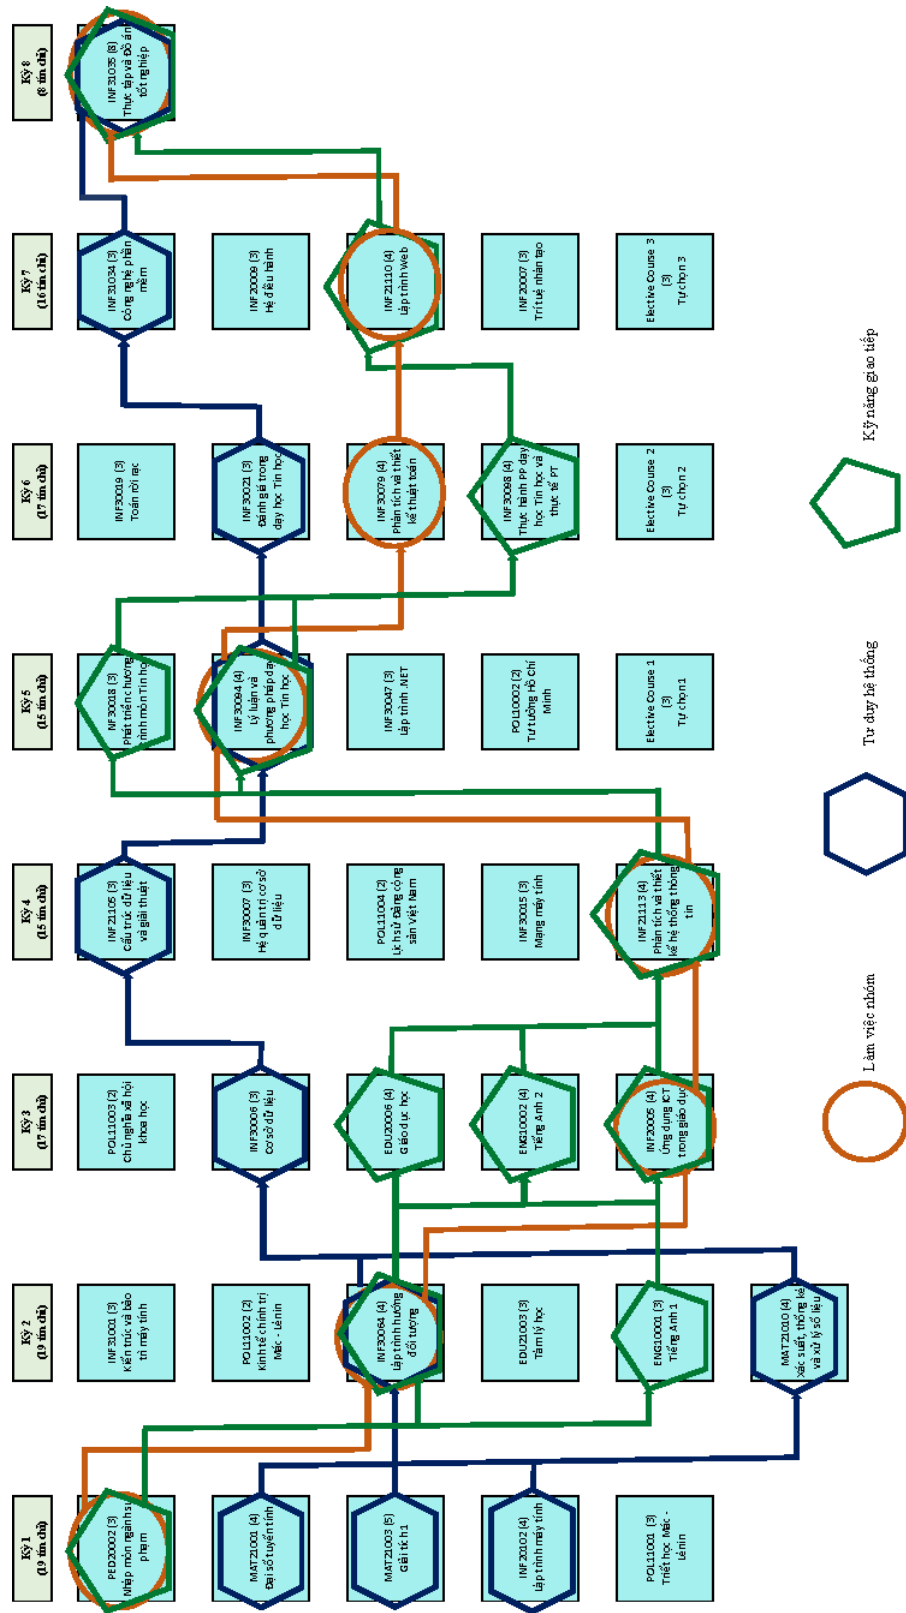 Kỳ 1
(19 tín chỉ)
PED20002 (3)
Nhập môn ngành sư
phạm
MAT21001 (4)
Đại số tuyến tính
MAT21003 (5)
Giải tích 1
INF20102 (4)
Lập trình máy tính
POL11001 (3)
Triết học Mác -
Lênin
Kỳ 2
(19 tín chỉ)
INF31001 (3)
Kiến trúc và bảo
trì máy tính
POL11002 (2)
Kinh tế chính trị
Mác - Lênin
INF30064 (4)
Lập trình hướng
đối tượng
EDU21003 (3)
Tâm lý học
ENG10001 (3)
Tiếng Anh 1
MAT21010 (4)
Xác suất, thống kê
và xử lý số liệu
Kỳ 3
(17 tín chỉ)
POL11003 (2)
Chủ nghĩa xã hội
khoa học
INF30006 (3)
Cơ sở dữ liệu
EDU20006 (4)
Giáo dục học
ENG10002 (4)
Tiếng Anh 2
INF20005 (4)
Ứng dụng ICT
trong giáo dục
Kỳ 4
(15 tín chỉ)
INF21105 (3)
Cấu trúc dữ liệu
và giải thuật
INF30007 (3)
Hệ quản trị cơ sở
dữ liệu
POL11004 (2)
Lịch sử Đảng cộng
sản Việt Nam
INF30015 (3)
Mạng máy tính
INF21113 (4)
Phân tích và thiết
kế hệ thống thông
tin
Kỳ 5
(15 tín chỉ)
NF30018 (3)
Phát triển chương
trình môn Tin học
INF30094 (4)
Lý luận và
phương pháp dạy
học Tin học
INF30047 (3)
Lập trình .NET
POL10002 (2)
Tư tưởng Hồ Chí
Minh
Elective Course 1
(3)
Tự chọn 1
Kỳ 6
(17 tín chỉ)
INF30019 (3)
Toán rời rạc
INF30021 (3)
Đánh giá trong
dạy học Tin học
INF30079 (4)
Phân tích và thiết
kế thuật toán
INF30098 (4)
Thực hành PP dạy
học Tin học và
thực tế PT
Elective Course 2
(3)
Tự chọn 2
Kỳ 7
(16 tín chỉ)
INF31034 (3)
Công nghệ phần
mềm
INF20009 (3)
Hệ điều hành
INF21110 (4)
Lập trình Web
INF20007 (3)
Trí tuệ nhân tạo
Elective Course 3
(3)
Tự chọn 3
Kỳ 8
(8 tín chỉ)
INF31035 (8)
Thực tập và Đồ án
tốt nghiệp
Làm việc nhóm
Tư duy hệ thống
Kỹ năng giao tiếp